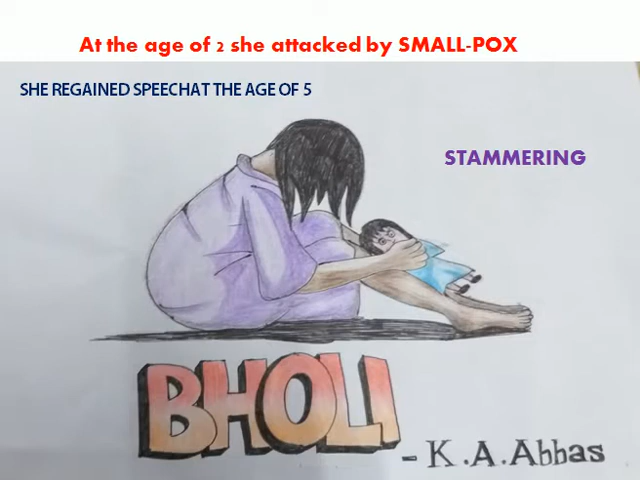 At the age of 2 she attacked by SMALL-POX
SHE REGAINED SPEECHAT THE AGE OF 5
STAMMERING
BHOLI
- K.A.Abbas